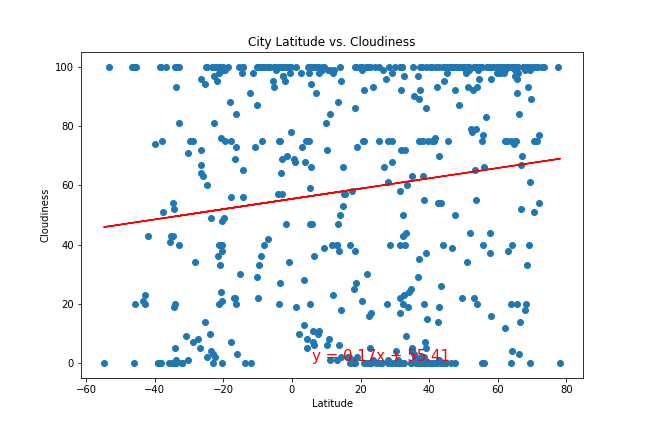 City Latitude vs. Cloudiness
100
80
60
40
20
0
Cloudiness
y = 0.17x + 55.41
−60 −40 −20 0 20 40 60 80
Latitude